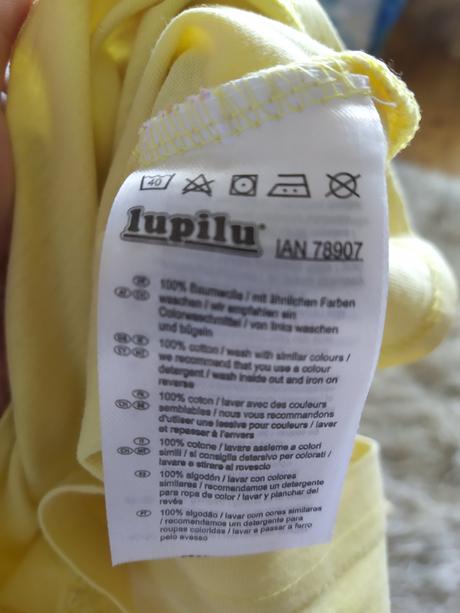 40
lupilu®
IAN 78907
DE AT CH 100% Baumwolle / mit ähnlichen Farben
waschen / wir empfehlen ein
Colorwaschmittel / von links waschen
und bügeln
100% cotton / wash with similar colours /
we recommend that you use a colour
detergent / wash inside out and iron on
reverse
100% coton / laver avec des couleurs
semblables / nous vous recommandons
d'utiliser une lessive pour couleurs / laver
et repasser à l'envers
100% cotone / lavare assieme a colori
simili / si consiglia detersivo per colorati /
lavare e stirare al rovescio
ES 100% algodón / lavar con colores
similares / recomendamos un detergente
para ropa de color / lavar y planchar del
revés
PT 100% algodão / lavar com cores similares
/ recomendamos um detergente para
roupas coloridas / lavar e passar a ferro
pelo avesso